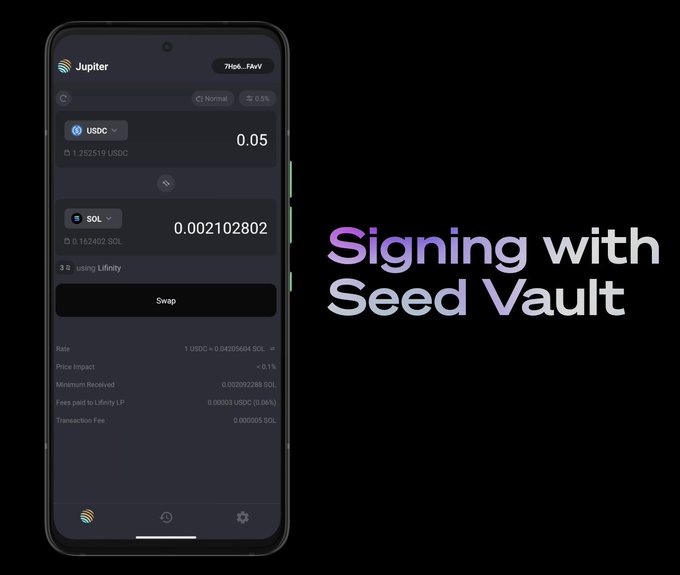 Jupiter
7Hp6...FAvV
Normal
0.5%
USDC
0.05
1.252519 USDC
SOL
0.002102802
0.162402 SOL
3 using Lifinity
Swap
Rate 1 USDC ≈ 0.04205604 SOL
Price Impact < 0.1%
Minimum Received 0.002092288 SOL
Fees paid to Lifinity LP 0.00003 USDC (0.06%)
Transaction Fee 0.000005 SOL
Signing with
Seed Vault